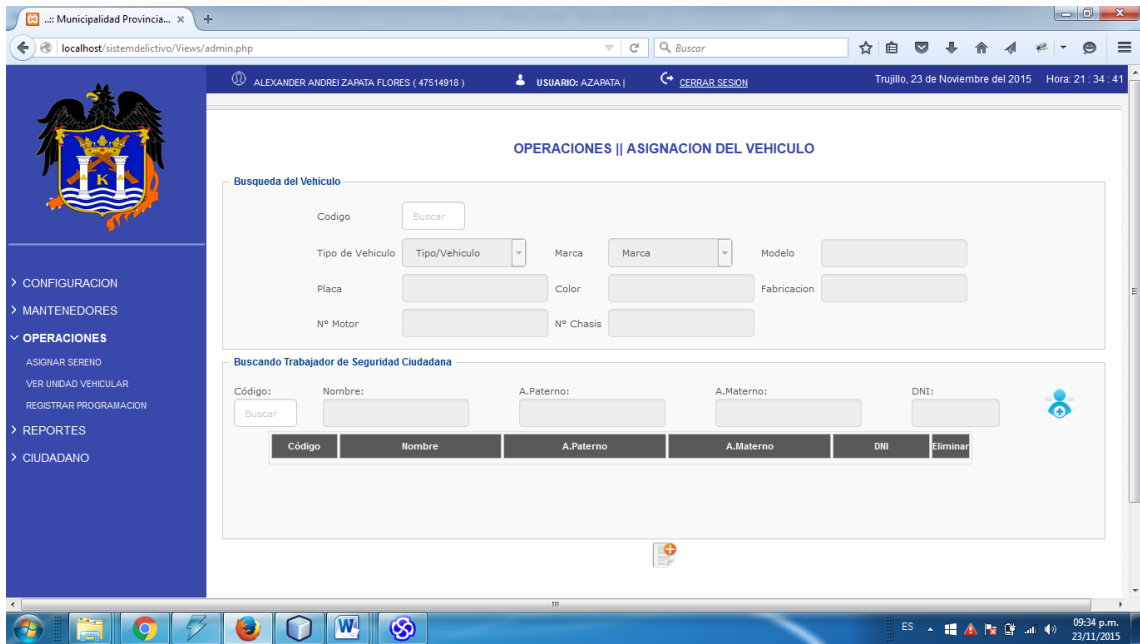 ..:: Municipalidad Provincia... × +
localhost/sistemdelictivo/Views/admin.php
Buscar
ALEXANDER ANDREI ZAPATA FLORES ( 47514918 ) USUARIO: AZAPATA | CERRAR SESION Trujillo, 23 de Noviembre del 2015 Hora: 21 : 34 : 41
K
CONFIGURACION
MANTENEDORES
OPERACIONES
ASIGNAR SERENO
VER UNIDAD VEHICULAR
REGISTRAR PROGRAMACION
REPORTES
CIUDADANO
OPERACIONES || ASIGNACION DEL VEHICULO
Busqueda del Vehiculo
Codigo Buscar
Tipo de Vehiculo Tipo/Vehiculo Marca Marca Modelo
Placa Color Fabricacion
Nº Motor Nº Chasis
Buscando Trabajador de Seguridad Ciudadana
Código: Nombre: A.Paterno: A.Materno: DNI:
Buscar
Código Nombre A.Paterno A.Materno DNI Eliminar
ES 09:34 p.m.
23/11/2015